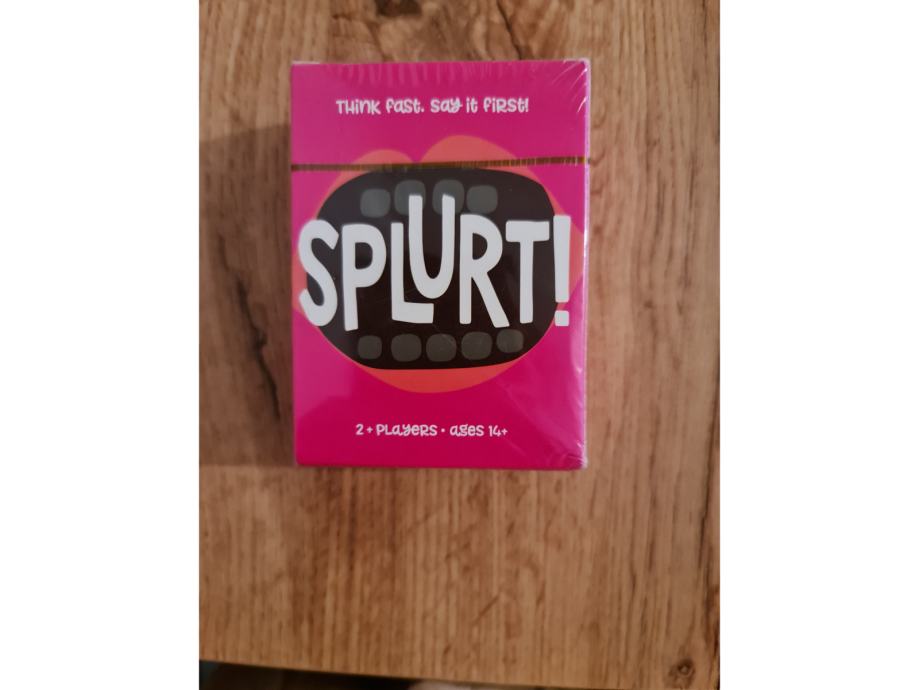 Think fast. Say it first!
SPLURT!
2+ Players • ages 14+